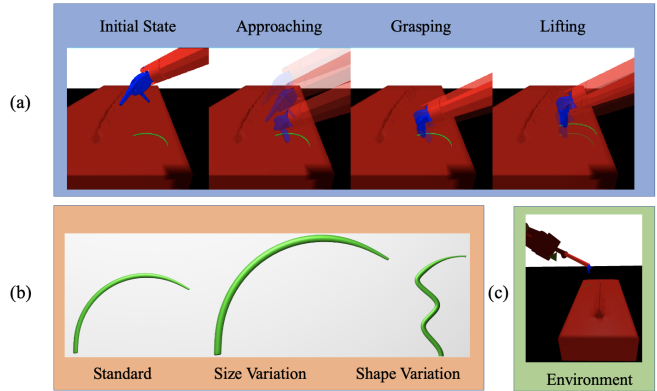 Initial State Approaching Grasping Lifting
(a)
(b)
Standard Size Variation Shape Variation
(c)
Environment